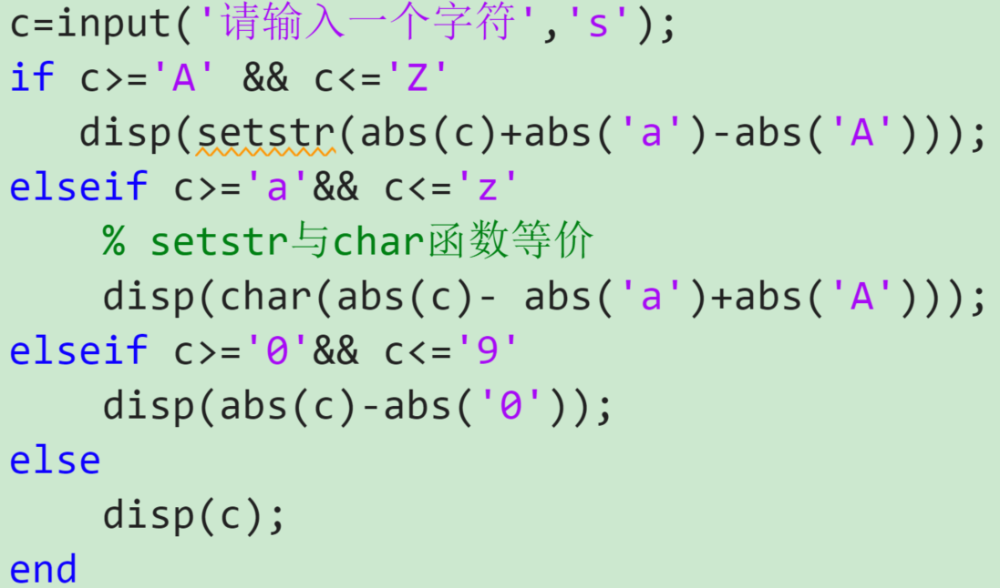 c=input('请输入一个字符','s');
if c>='A' && c<='Z'
   disp(setstr(abs(c)+abs('a')-abs('A')));
elseif c>='a'&& c<='z'
    % setstr与char函数等价
    disp(char(abs(c)- abs('a')+abs('A')));
elseif c>='0'&& c<='9'
    disp(abs(c)-abs('0'));
else
    disp(c);
end